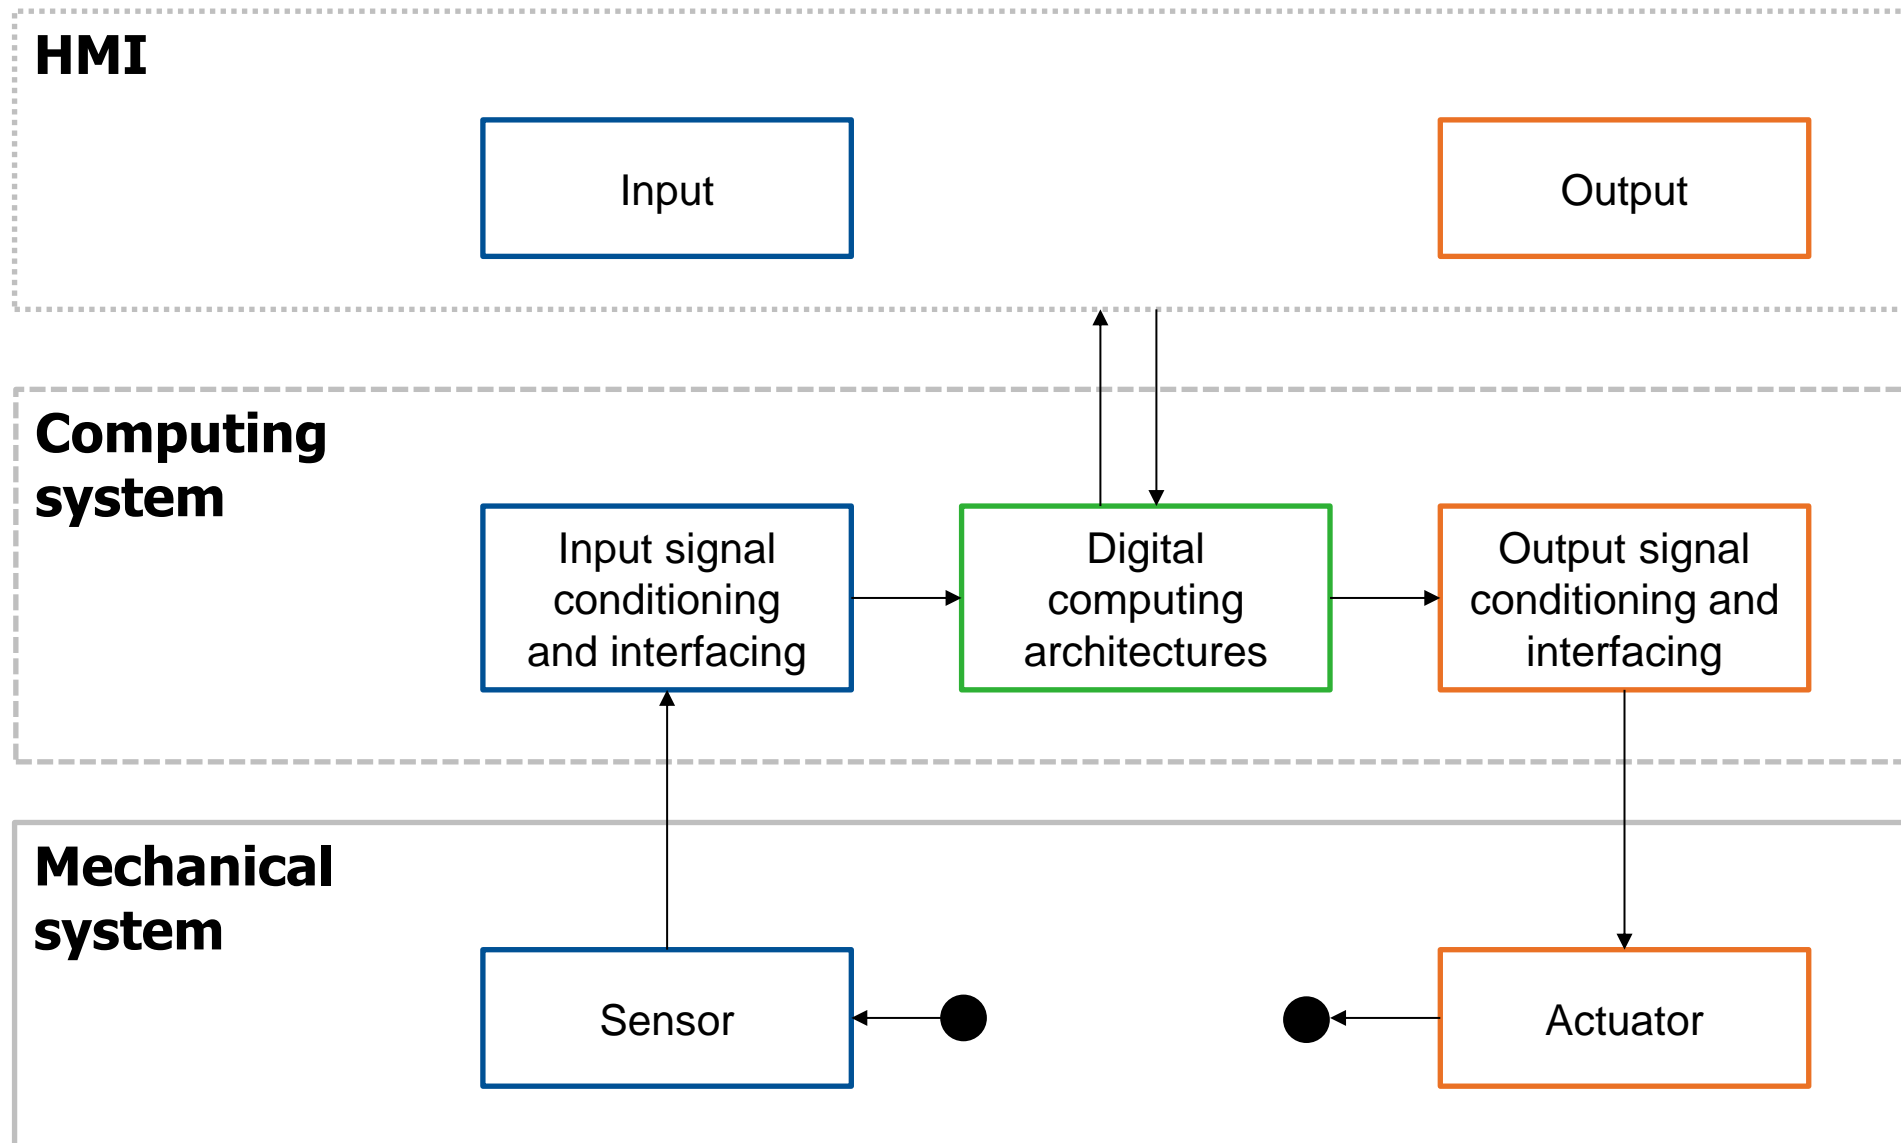 HMI
Input
Output
Computing
system
Input signal
conditioning
and interfacing
Digital
computing
architectures
Output signal
conditioning and
interfacing
Mechanical
system
Sensor
Actuator